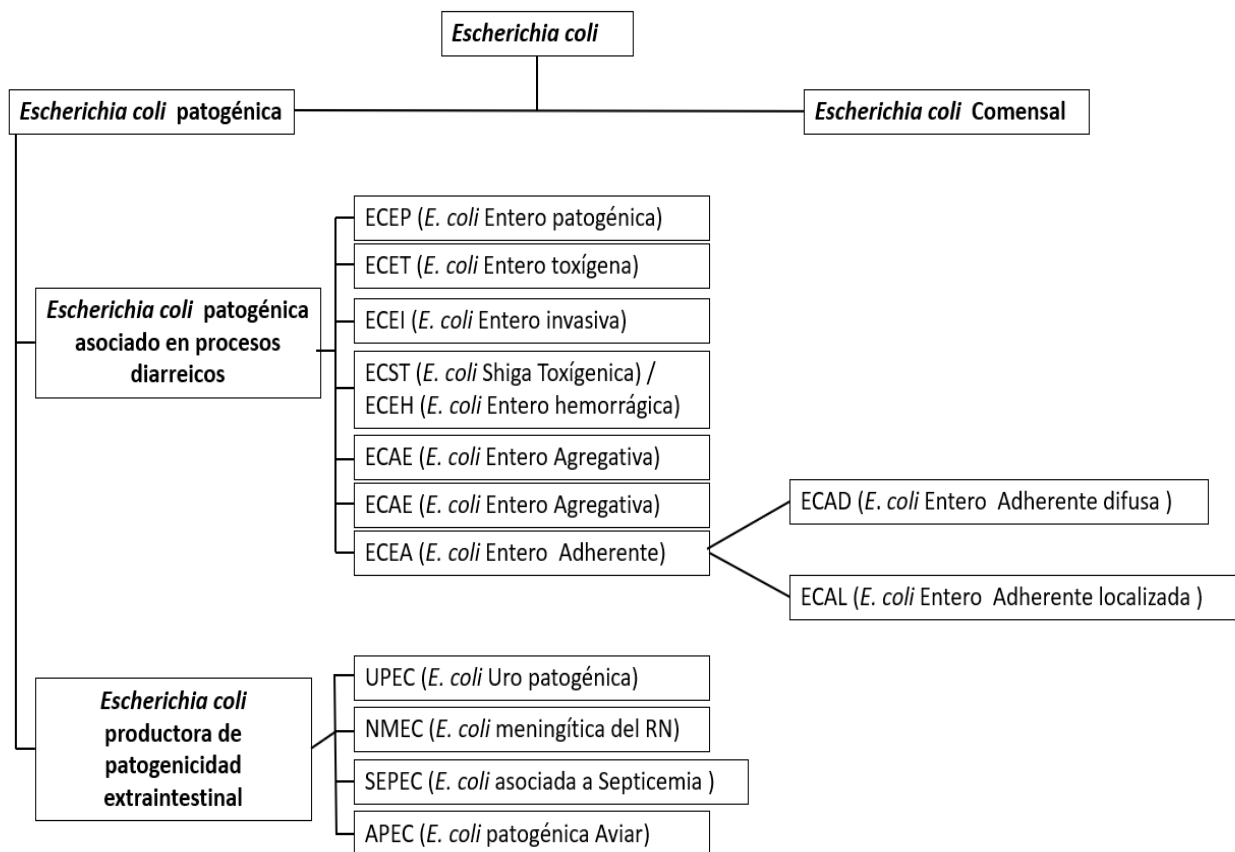 Escherichia coli
Escherichia coli patogénica
Escherichia coli Comensal
Escherichia coli patogénica
asociado en procesos
diarreicos
ECEP (E. coli Entero patogénica)
ECET (E. coli Entero toxígena)
ECEI (E. coli Entero invasiva)
ECST (E. coli Shiga Toxígenica) /
ECEH (E. coli Entero hemorrágica)
ECAE (E. coli Entero Agregativa)
ECAE (E. coli Entero Agregativa)
ECEA (E. coli Entero Adherente)
ECAD (E. coli Entero Adherente difusa )
ECAL (E. coli Entero Adherente localizada )
Escherichia coli
productora de
patogenicidad
extraintestinal
UPEC (E. coli Uro patogénica)
NMEC (E. coli meningítica del RN)
SEPEC (E. coli asociada a Septicemia )
APEC (E. coli patogénica Aviar)